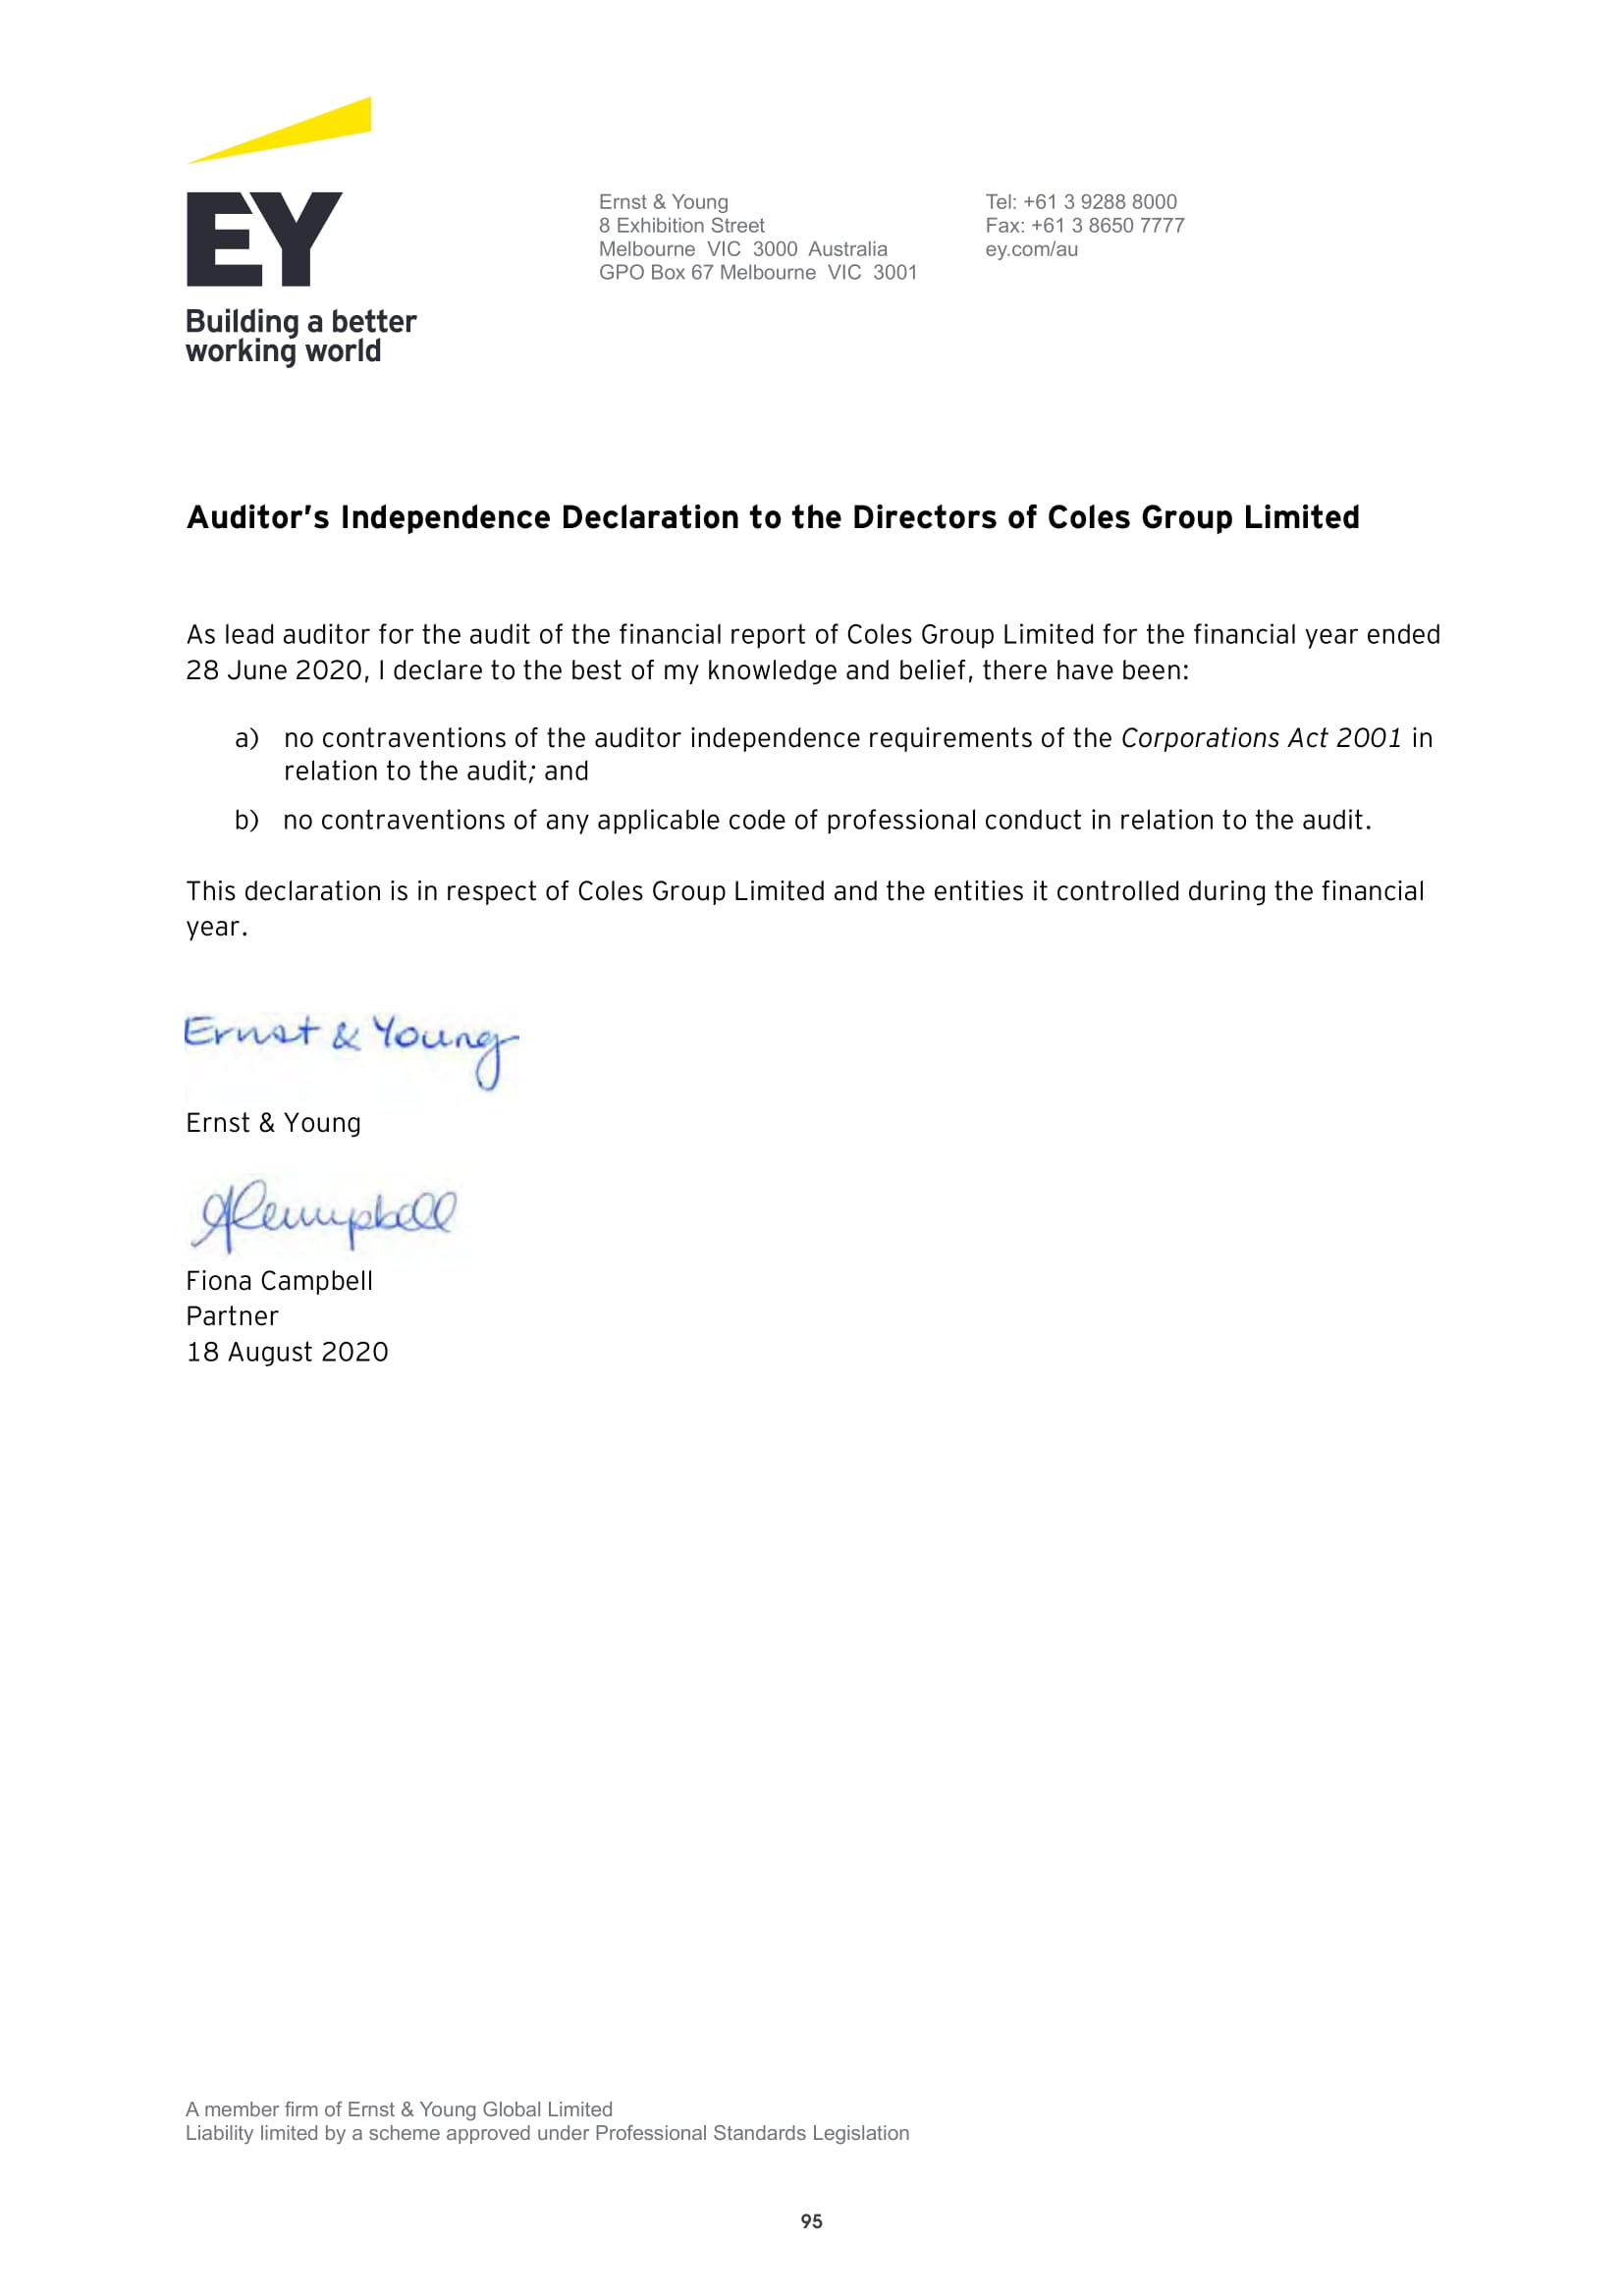 EY
Building a better
working world
Ernst & Young
8 Exhibition Street
Melbourne VIC 3000 Australia
GPO Box 67 Melbourne VIC 3001
Tel: +61 3 9288 8000
Fax: +61 3 8650 7777
ey.com/au
Auditor's Independence Declaration to the Directors of Coles Group Limited
As lead auditor for the audit of the financial report of Coles Group Limited for the financial year ended
28 June 2020, I declare to the best of my knowledge and belief, there have been:
a) no contraventions of the auditor independence requirements of the Corporations Act 2001 in
relation to the audit; and
b) no contraventions of any applicable code of professional conduct in relation to the audit.
This declaration is in respect of Coles Group Limited and the entities it controlled during the financial
year.
Ernst & Young
Ernst & Young
Campbell
Fiona Campbell
Partner
18 August 2020
A member firm of Ernst & Young Global Limited
Liability limited by a scheme approved under Professional Standards Legislation
95